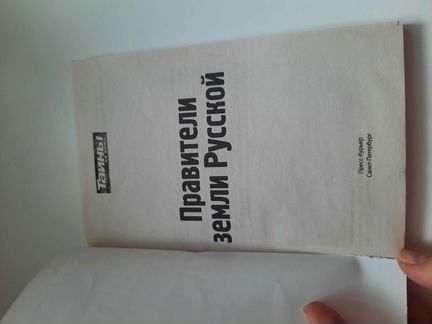 Тайны
Правители
земли Русской
Пресс-Курьер
Санкт-Петербург